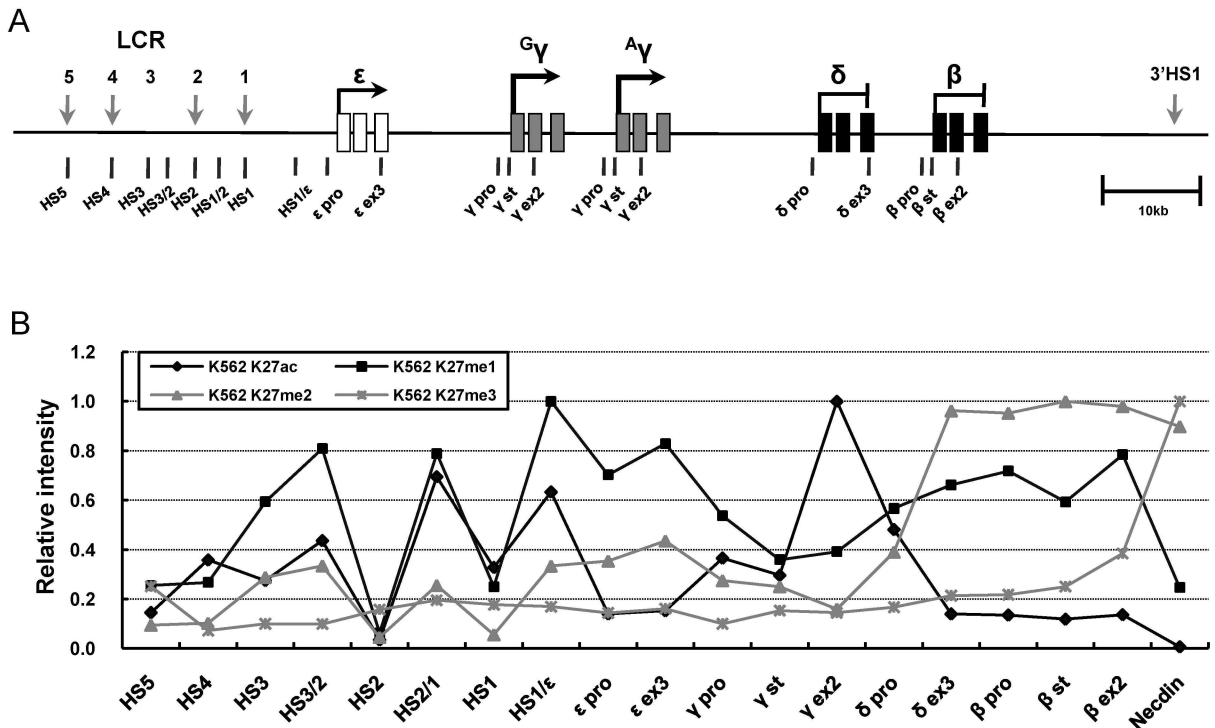 A
LCR
5 4 3 2 1
ε
Gγ
Aγ
δ
β
3'HS1
HS5 HS4 HS3 HS3/2 HS2 HS1/2 HS1 HS1/ε ε pro ε ex3 γ pro γ st γ ex2 γ pro γ st γ ex2 δ pro δ ex3 β pro β st β ex2
10kb
B
K562 K27ac
K562 K27me1
K562 K27me2
K562 K27me3
Relative intensity
1.2
1.0
0.8
0.6
0.4
0.2
0.0
HS5 HS4 HS3 HS3/2 HS2 HS2/1 HS1 HS1/ε ε pro ε ex3 γ pro γ st γ ex2 δ pro δ ex3 β pro β st β ex2 Necdin